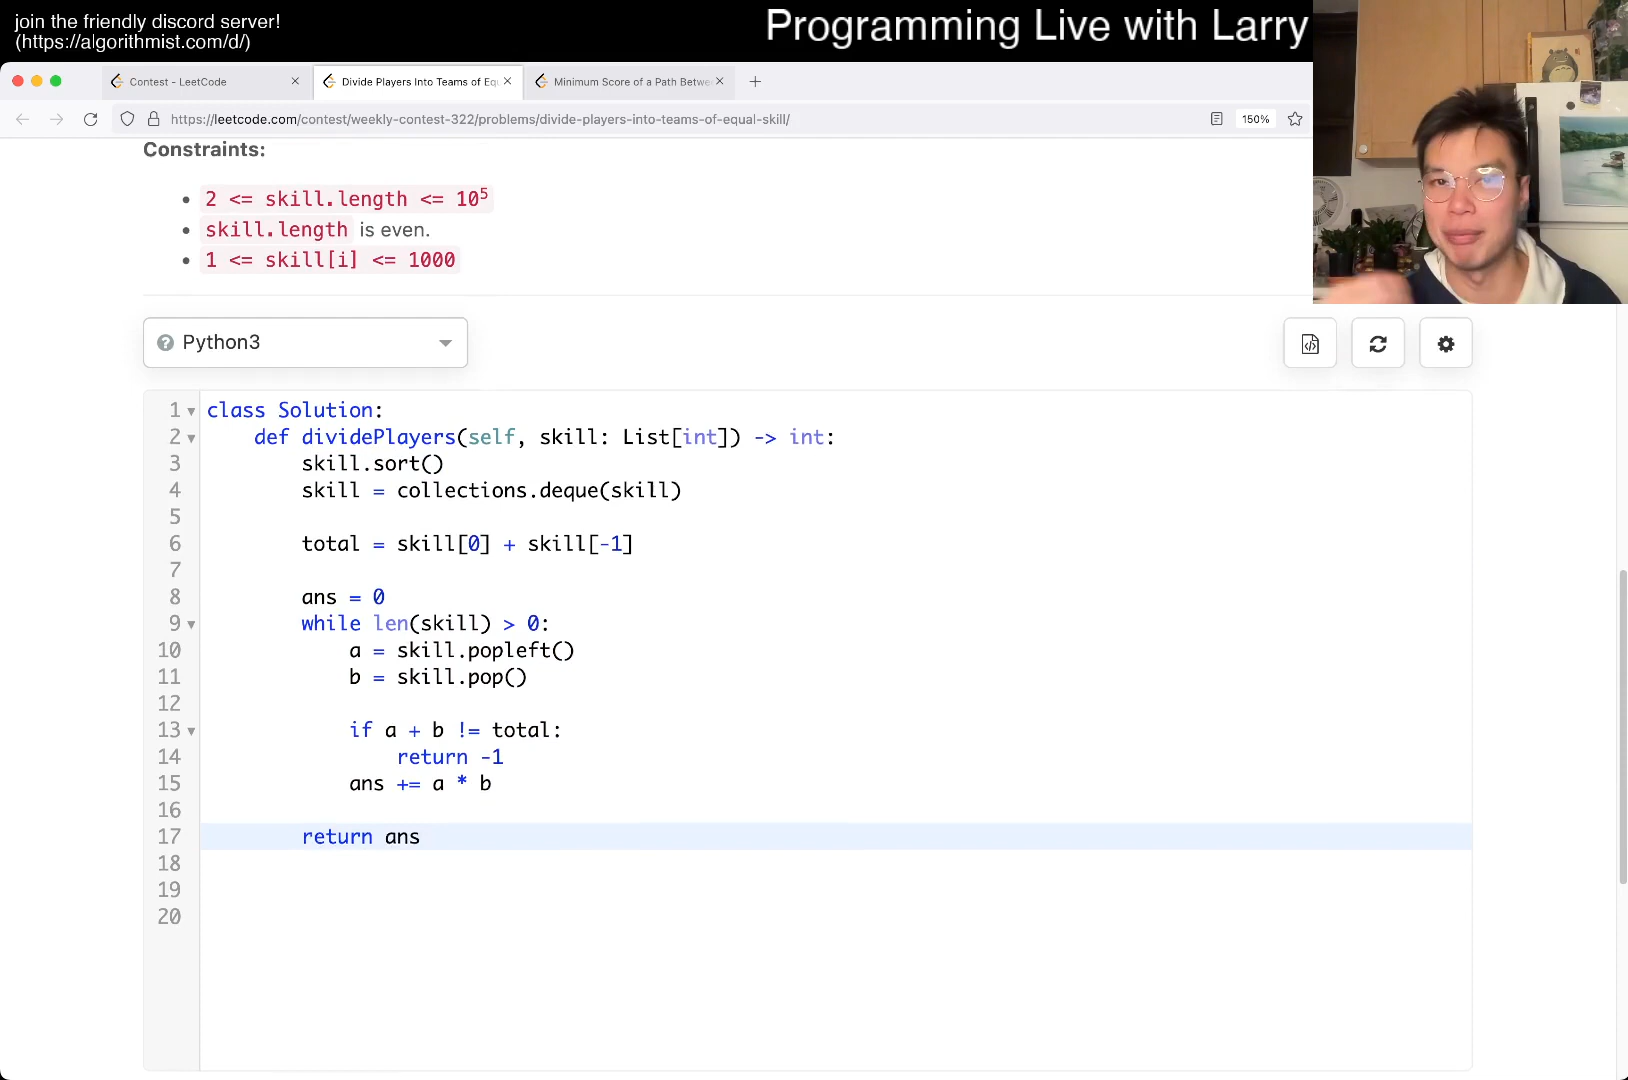 join the friendly discord server!
(https://algorithmist.com/d/)
Programming Live with Larry
Contest - LeetCode
Divide Players Into Teams of Equ
Minimum Score of a Path Betwe
https://leetcode.com/contest/weekly-contest-322/problems/divide-players-into-teams-of-equal-skill/
150%
Constraints:
2 <= skill.length <= 10⁵
skill.length is even.
1 <= skill[i] <= 1000
Python3
1 class Solution:
2     def dividePlayers(self, skill: List[int]) -> int:
3         skill.sort()
4         skill = collections.deque(skill)
5
6         total = skill[0] + skill[-1]
7
8         ans = 0
9         while len(skill) > 0:
10             a = skill.popleft()
11             b = skill.pop()
12
13             if a + b != total:
14                 return -1
15             ans += a * b
16
17         return ans
18
19
20